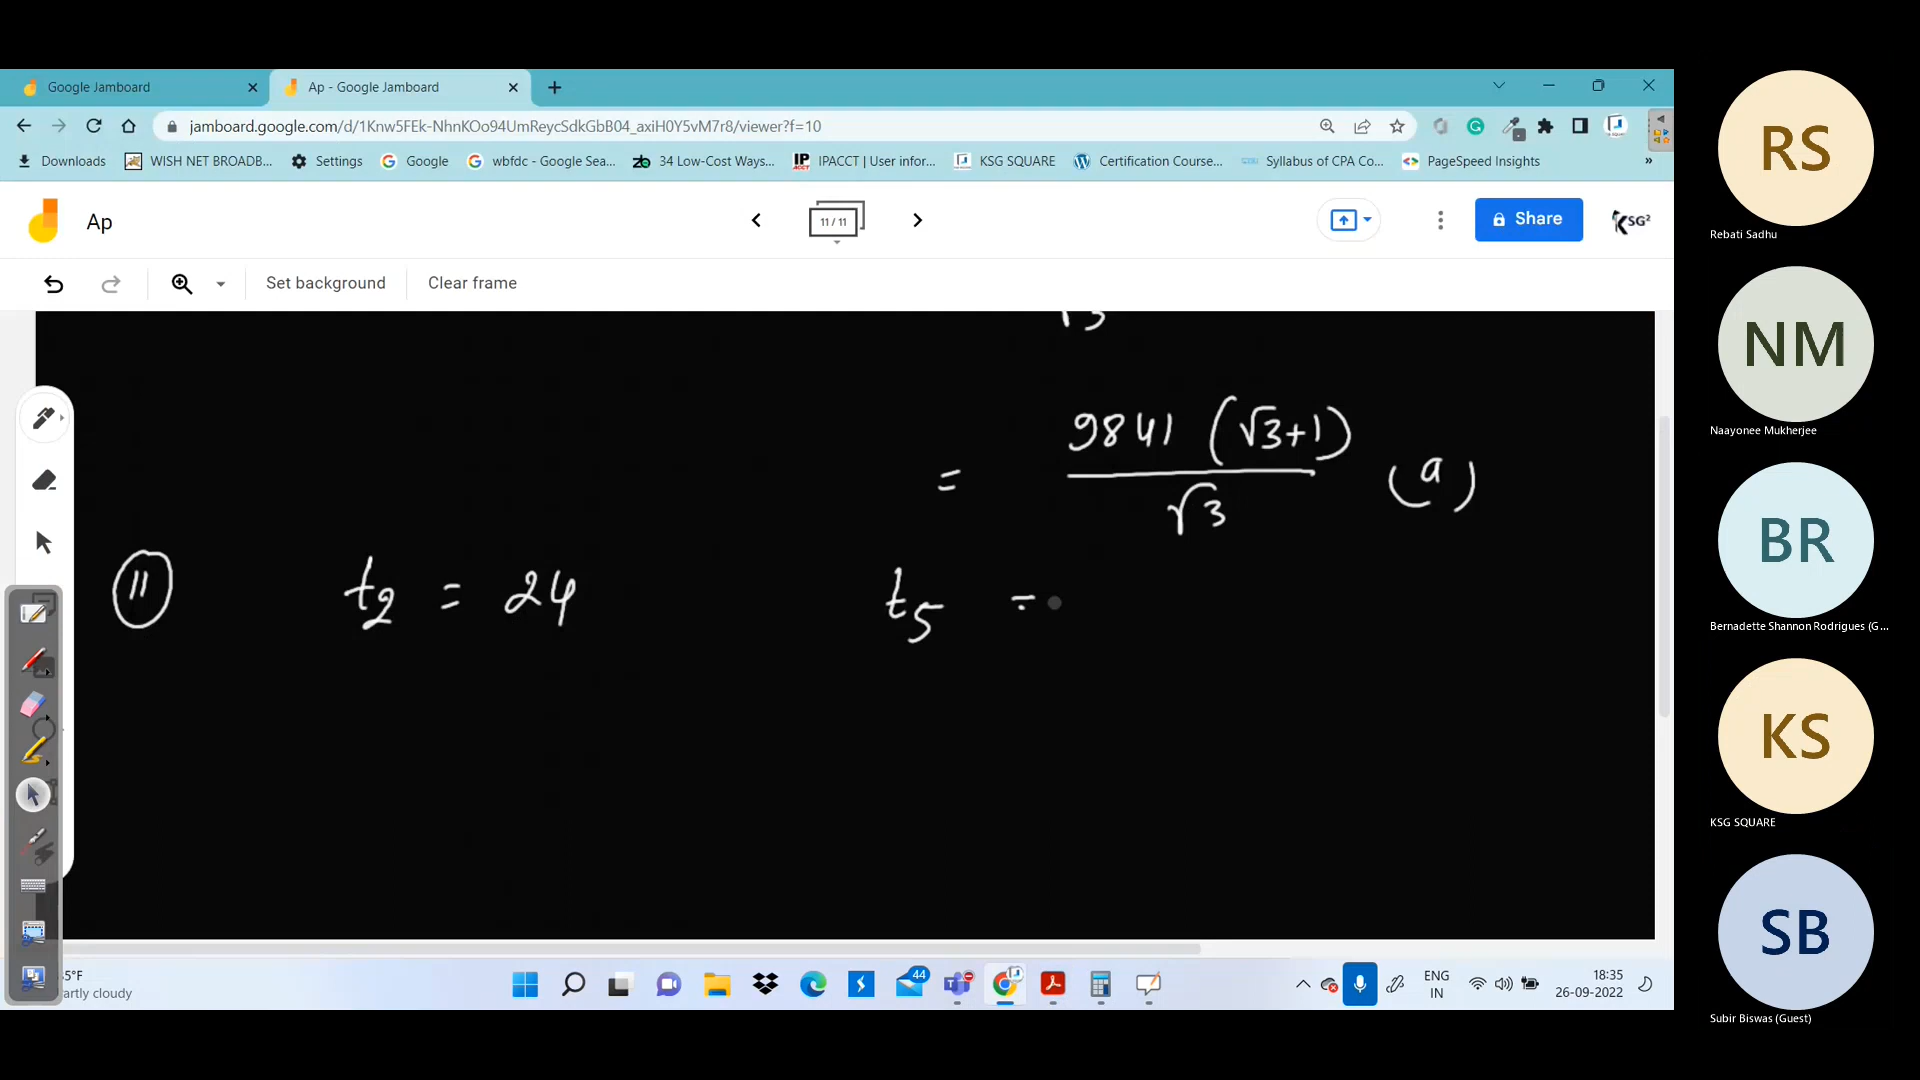 Google Jamboard
Ap - Google Jamboard
jamboard.google.com/d/1Knw5FEk-NhnKOo94UmReycSdkGbB04_axiH0Y5vM7r8/viewer?f=10
Downloads WISH NET BROADB... Settings Google wbfdc - Google Sea... 34 Low-Cost Ways... IPACCT | User infor... KSG SQUARE Certification Course... Syllabus of CPA Co... PageSpeed Insights »
Ap
11 / 11
Share
KSG²
Set background Clear frame
√3
= 9841 (√3+1) / √3 (a)
11 t₂ = 24 t₅ =
5°F
artly cloudy
44
ENG
IN
18:35
26-09-2022
RS
Rebati Sadhu
NM
Naayonee Mukherjee
BR
Bernadette Shannon Rodrigues (G...
KS
KSG SQUARE
SB
Subir Biswas (Guest)